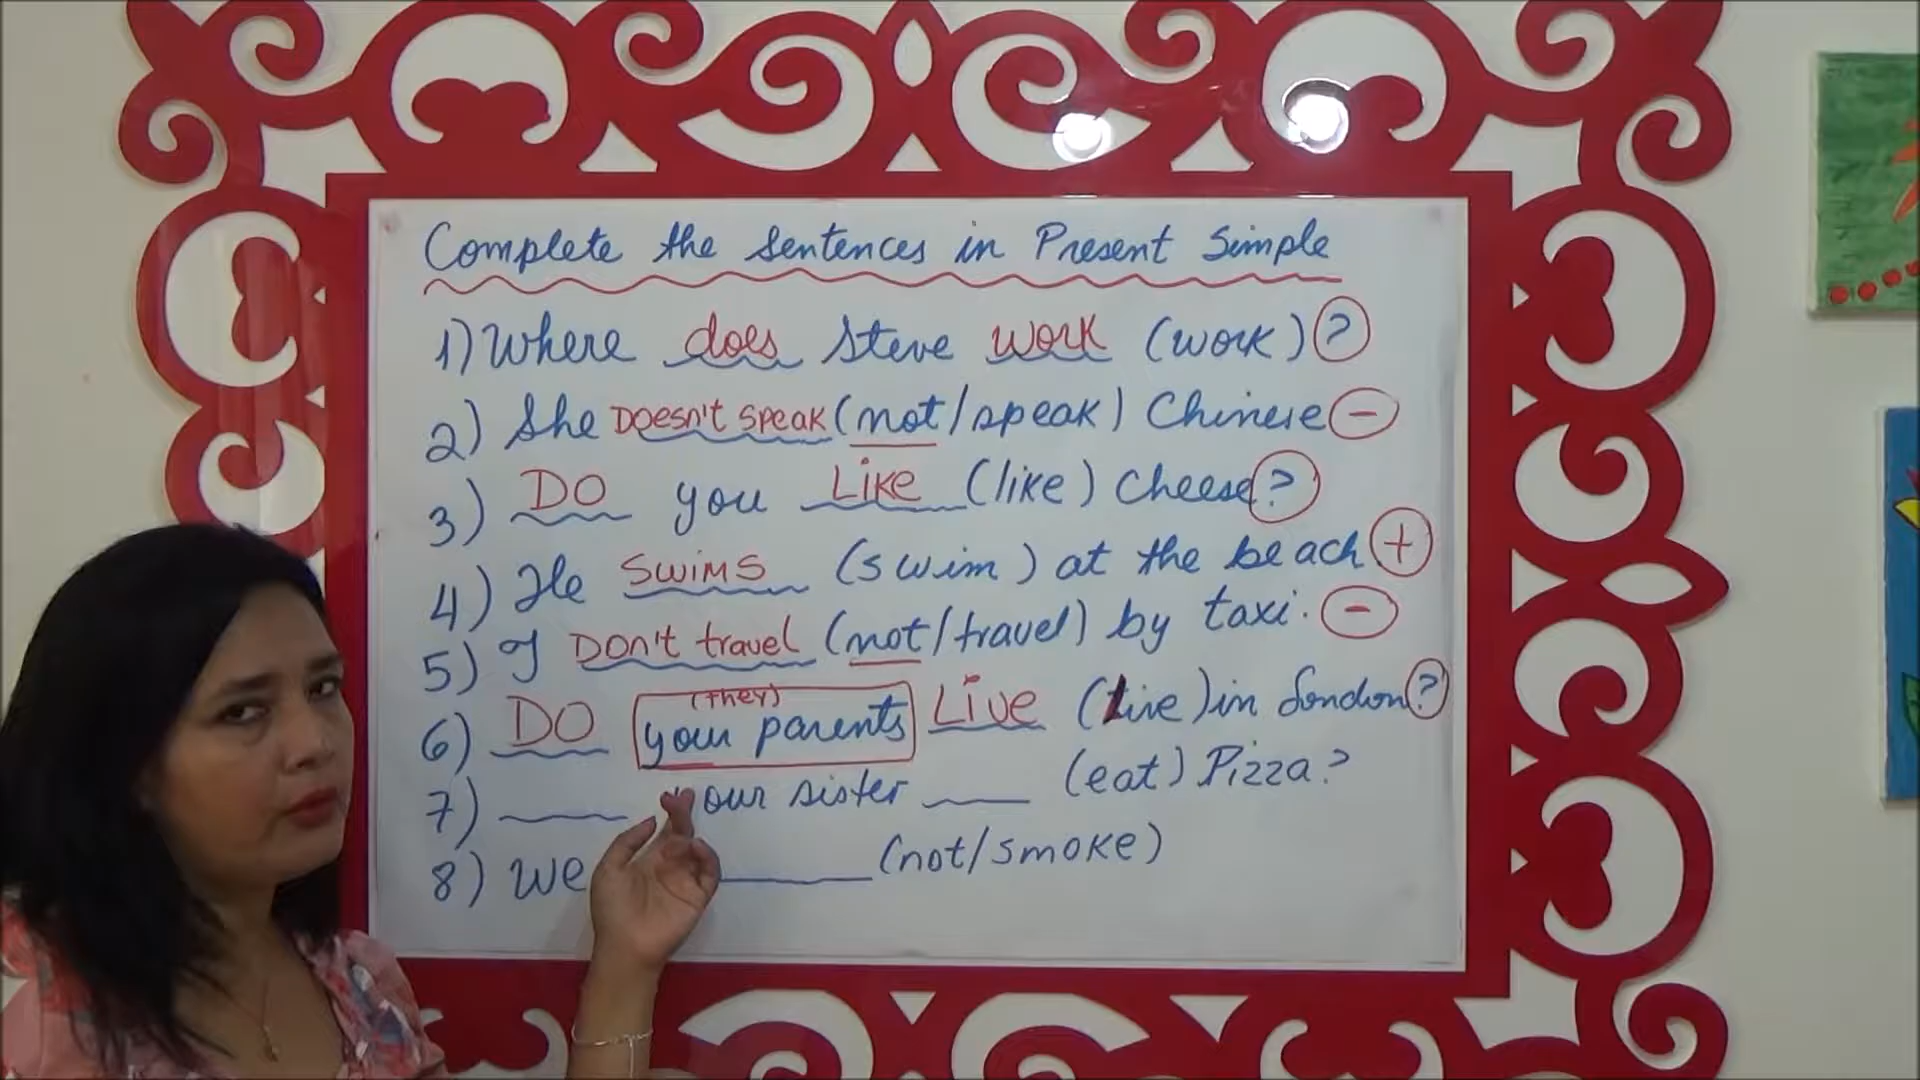 Complete the sentences in Present Simple
1) Where does Steve work (work)?
2) She Doesn't speak (not/speak) Chinese -
3) Do you Like (like) Cheese?
4) He SWIMS (swim) at the beach +
5) I Don't travel (not/travel) by taxi. -
(they)
6) DO your parents Live (Live) in London?
7) ____ your sister ____ (eat) Pizza?
8) We ____ (not/smoke)